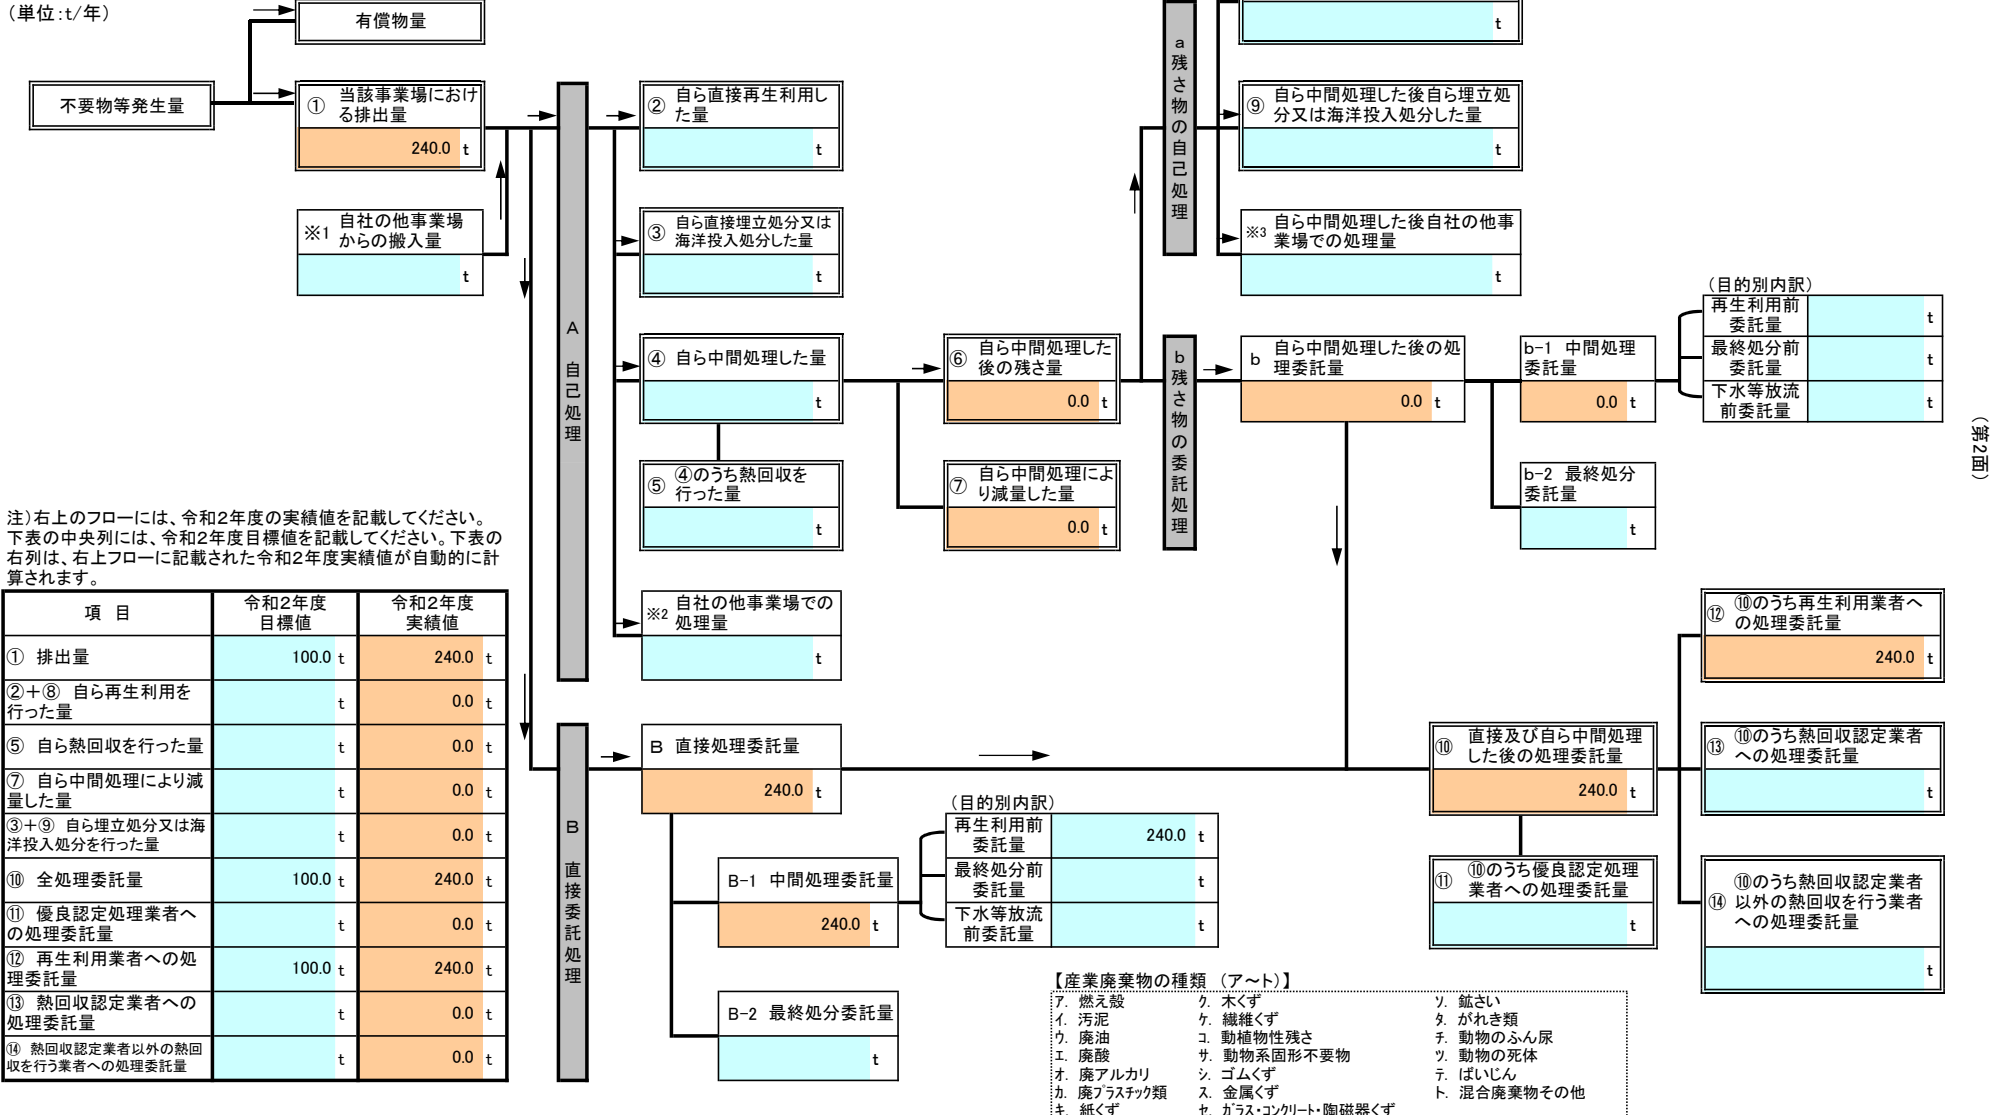 (単位:t/年)
有償物量
不要物等発生量
① 当該事業場におけ
る排出量
240.0 t
※1 自社の他事業場
からの搬入量
t
A 自己処理
② 自ら直接再生利用し
た量
t
③ 自ら直接埋立処分又は
海洋投入処分した量
t
④ 自ら中間処理した量
t
⑤ ④のうち熱回収を
行った量
t
※2 自社の他事業場での
処理量
t
⑥ 自ら中間処理した
後の残さ量
0.0 t
⑦ 自ら中間処理によ
り減量した量
0.0 t
a 残さ物の自己処理
t
⑨ 自ら中間処理した後自ら埋立処
分又は海洋投入処分した量
t
※3 自ら中間処理した後自社の他事
業場での処理量
t
b 残さ物の委託処理
b 自ら中間処理した後の処
理委託量
0.0 t
b-1 中間処理
委託量
0.0 t
b-2 最終処分
委託量
t
(目的別内訳)
再生利用前
委託量
t
最終処分前
委託量
t
下水等放流
前委託量
t
(第2面)
注)右上のフローには、令和2年度の実績値を記載してください。
下表の中央列には、令和2年度目標値を記載してください。下表の
右列は、右上フローに記載された令和2年度実績値が自動的に計
算されます。
項 目 令和2年度 目標値 令和2年度 実績値
① 排出量 100.0 t 240.0 t
②+⑧ 自ら再生利用を
行った量 t 0.0 t
⑤ 自ら熱回収を行った量 t 0.0 t
⑦ 自ら中間処理により減
量した量 t 0.0 t
③+⑨ 自ら埋立処分又は海
洋投入処分を行った量 t 0.0 t
⑩ 全処理委託量 100.0 t 240.0 t
⑪ 優良認定処理業者へ
の処理委託量 t 0.0 t
⑫ 再生利用業者への処
理委託量 100.0 t 240.0 t
⑬ 熱回収認定業者への
処理委託量 t 0.0 t
⑭ 熱回収認定業者以外の熱回
収を行う業者への処理委託量 t 0.0 t
B 直接委託処理
B 直接処理委託量
240.0 t
B-1 中間処理委託量
240.0 t
B-2 最終処分委託量
t
(目的別内訳)
再生利用前
委託量
240.0 t
最終処分前
委託量
t
下水等放流
前委託量
t
⑩ 直接及び自ら中間処理
した後の処理委託量
240.0 t
⑪ ⑩のうち優良認定処理
業者への処理委託量
t
⑫ ⑩のうち再生利用業者へ
の処理委託量
240.0 t
⑬ ⑩のうち熱回収認定業者
への処理委託量
t
⑭ ⑩のうち熱回収認定業者
以外の熱回収を行う業者
への処理委託量
t
【産業廃棄物の種類 (ア~ト)】
ア. 燃え殻 ク. 木くず ソ. 鉱さい
イ. 汚泥 ケ. 繊維くず タ. がれき類
ウ. 廃油 コ. 動植物性残さ チ. 動物のふん尿
エ. 廃酸 サ. 動物系固形不要物 ツ. 動物の死体
オ. 廃アルカリ シ. ゴムくず テ. ばいじん
カ. 廃プラスチック類 ス. 金属くず ト. 混合廃棄物その他
キ. 紙くず セ. ガラス・コンクリート・陶磁器くず